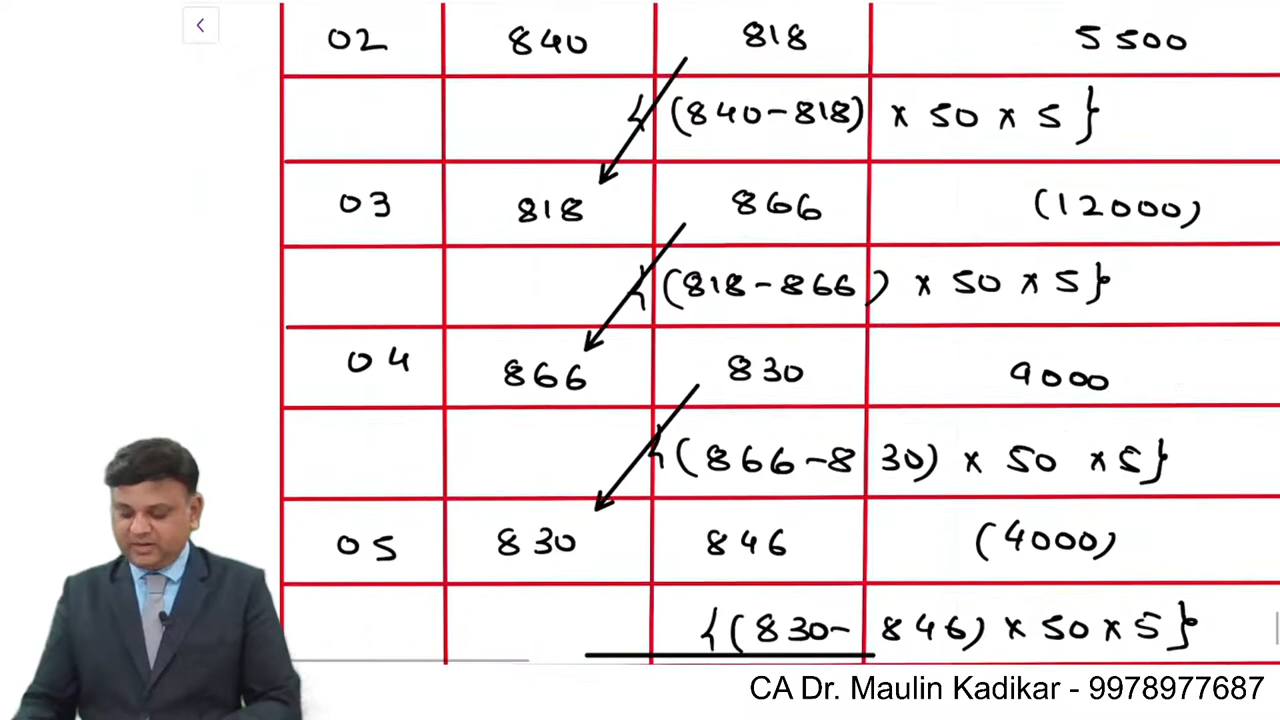 02 840 818 5500
{(840-818) × 50 × 5}
03 818 866 (12000)
{(818-866) × 50 × 5}
04 866 830 9000
{(866-830) × 50 × 5}
05 830 846 (4000)
{(830-846) × 50 × 5}
CA Dr. Maulin Kadikar - 9978977687